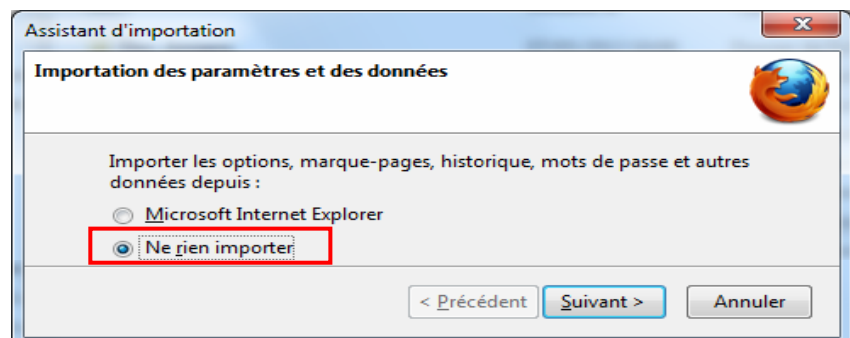 Assistant d'importation
Importation des paramètres et des données
Importer les options, marque-pages, historique, mots de passe et autres
données depuis :
Microsoft Internet Explorer
Ne rien importer
< Précédent Suivant > Annuler